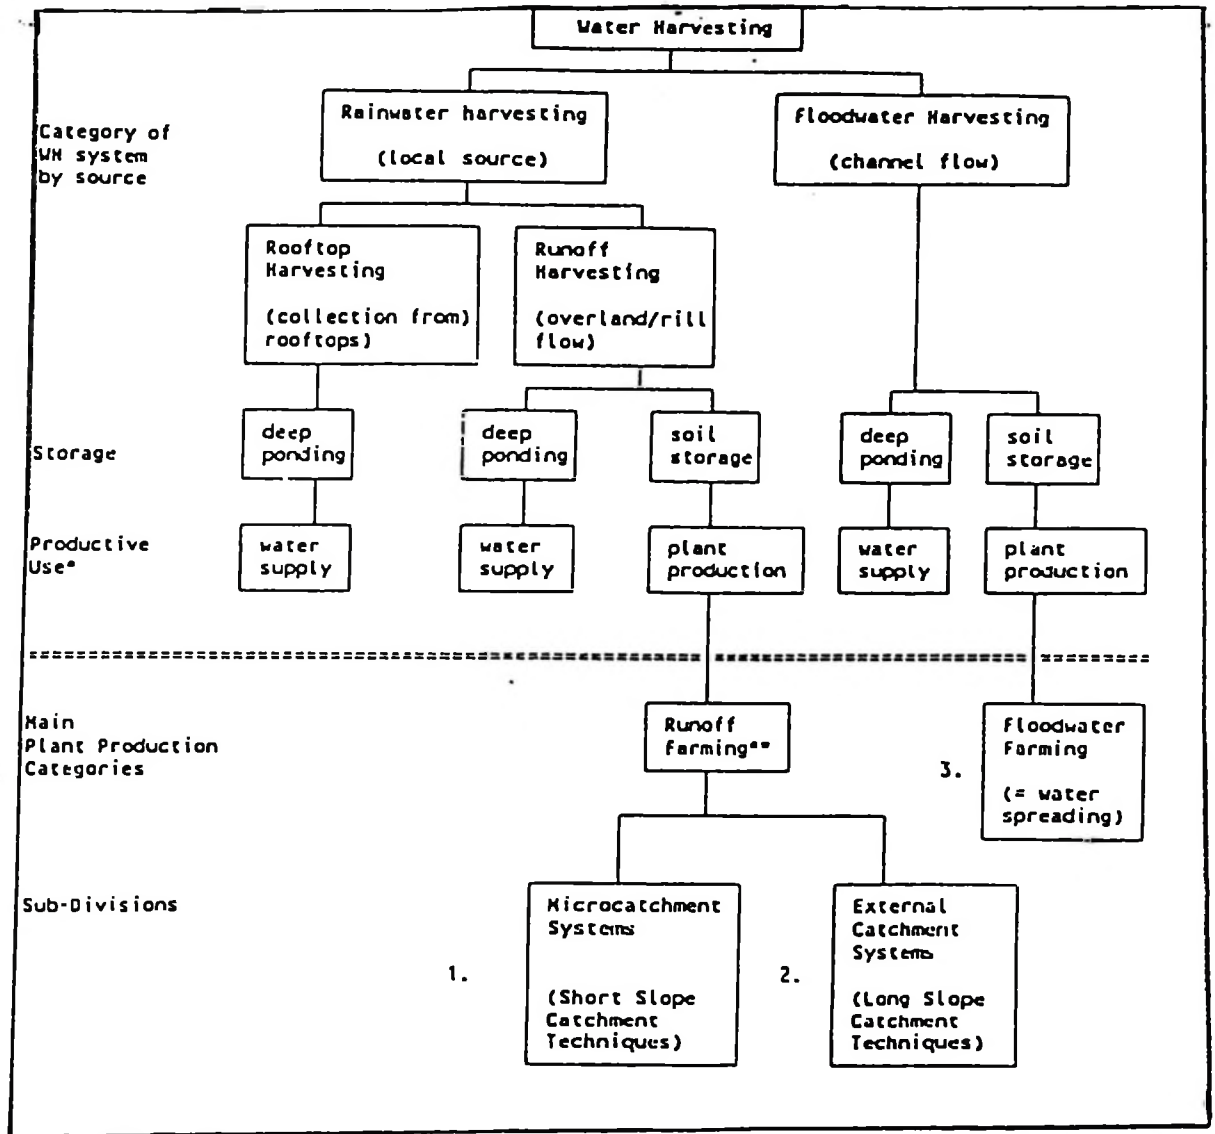 Water Harvesting
Rainwater harvesting
(local source)
Floodwater Harvesting
(channel flow)
Category of
WH system
by source
Rooftop
Harvesting
(collection from)
rooftops)
Runoff
Harvesting
(overland/rill
flow)
Storage
deep
ponding
deep
ponding
soil
storage
deep
ponding
soil
storage
Productive
Use*
water
supply
water
supply
plant
production
water
supply
plant
production
Main
Plant Production
Categories
Runoff
Farming**
3.
Floodwater
Farming
(= water
spreading)
Sub-Divisions
1.
Microcatchment
Systems
(Short Slope
Catchment
Techniques)
2.
External
Catchment
Systems
(Long Slope
Catchment
Techniques)